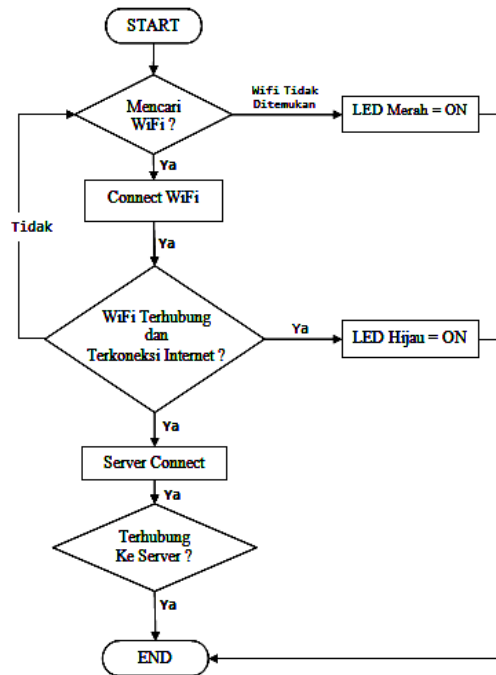 START
Mencari
WiFi ?
Wifi Tidak
Ditemukan
LED Merah = ON
Ya
Connect WiFi
Tidak
Ya
WiFi Terhubung
dan
Terkoneksi Internet ?
Ya
LED Hijau = ON
Ya
Server Connect
Ya
Terhubung
Ke Server ?
Ya
END